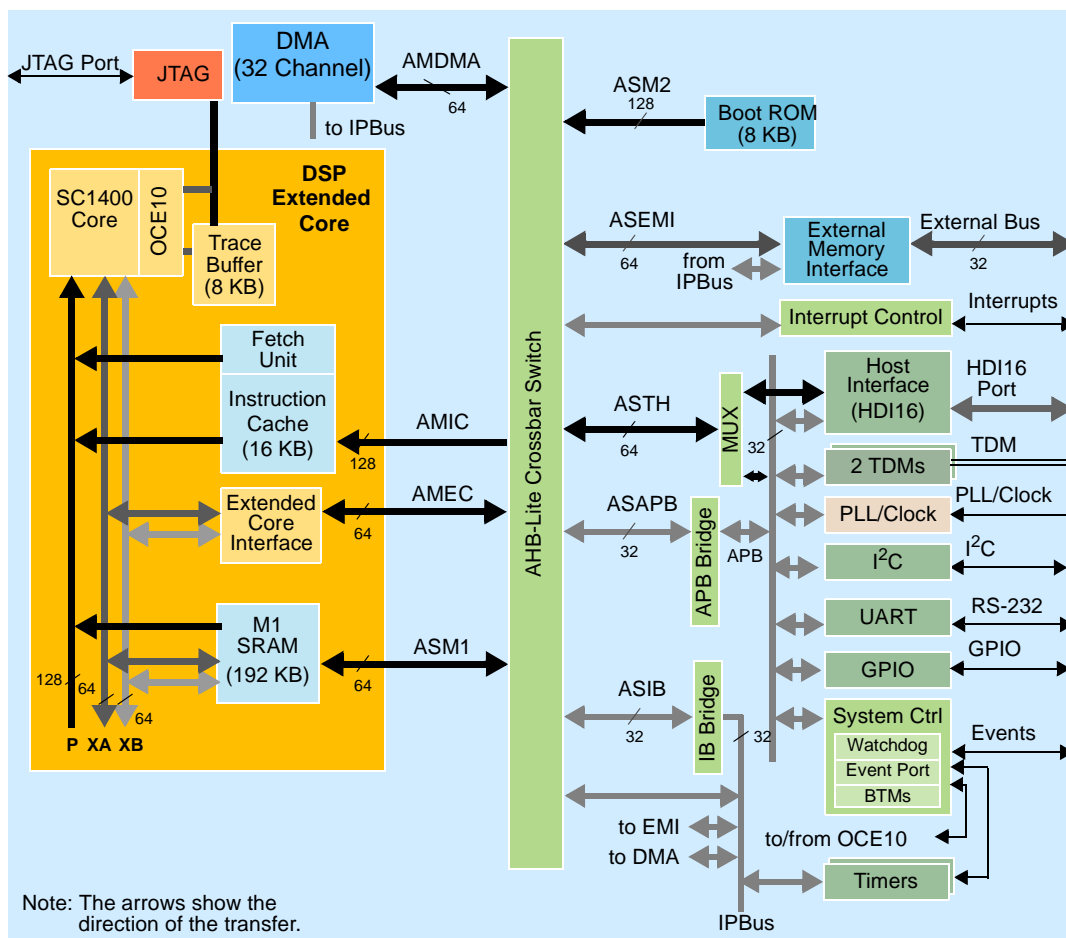 JTAG Port
JTAG
DMA
(32 Channel)
AMDMA
64
to IPBus
ASM2
128
Boot ROM
(8 KB)
DSP
Extended
Core
SC1400
Core
OCE10
Trace
Buffer
(8 KB)
ASEMI
64
from
IPBus
External
Memory
Interface
External Bus
32
Interrupt Control
Interrupts
Fetch
Unit
Instruction
Cache
(16 KB)
AMIC
128
AHB-Lite Crossbar Switch
ASTH
64
MUX
32
Host
Interface
(HDI16)
HDI16
Port
2 TDMs
TDM
Extended
Core
Interface
AMEC
64
ASAPB
32
APB Bridge
APB
PLL/Clock
PLL/Clock
I2C
I2C
UART
RS-232
GPIO
GPIO
M1
SRAM
(192 KB)
ASM1
64
128
64
64
P XA XB
ASIB
32
IB Bridge
32
System Ctrl
Watchdog
Event Port
BTMs
Events
to EMI
to DMA
to/from OCE10
Timers
IPBus
Note: The arrows show the
direction of the transfer.